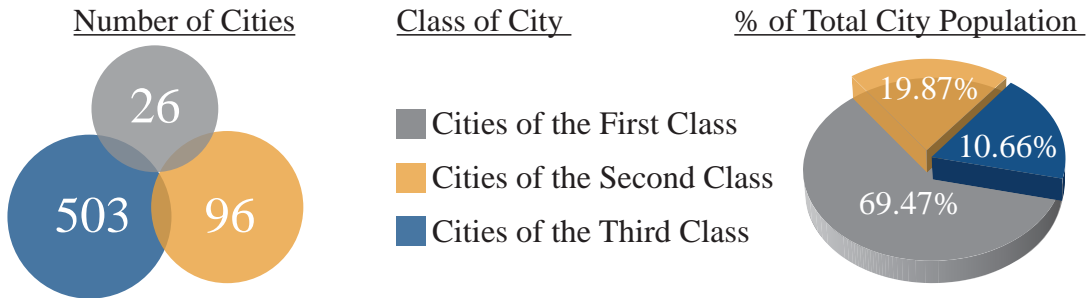 Number of Cities
Class of City
% of Total City Population
26
503
96
Cities of the First Class
Cities of the Second Class
Cities of the Third Class
19.87%
10.66%
69.47%